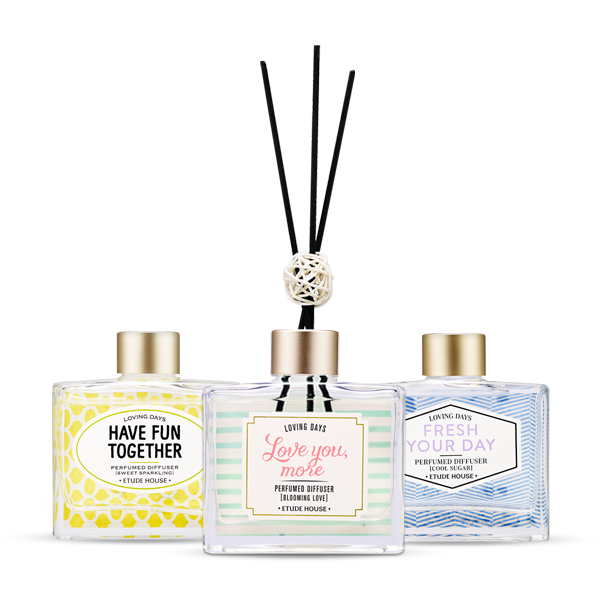 LOVING DAYS
HAVE FUN
TOGETHER
PERFUMED DIFFUSER
[SWEET SPARKLING]
• ETUDE HOUSE •
LOVING DAYS
Love you,
more
PERFUMED DIFFUSER
[BLOOMING LOVE]
• ETUDE HOUSE •
LOVING DAYS
FRESH
YOUR DAY
PERFUMED DIFFUSER
[COOL SUGAR]
• ETUDE HOUSE •